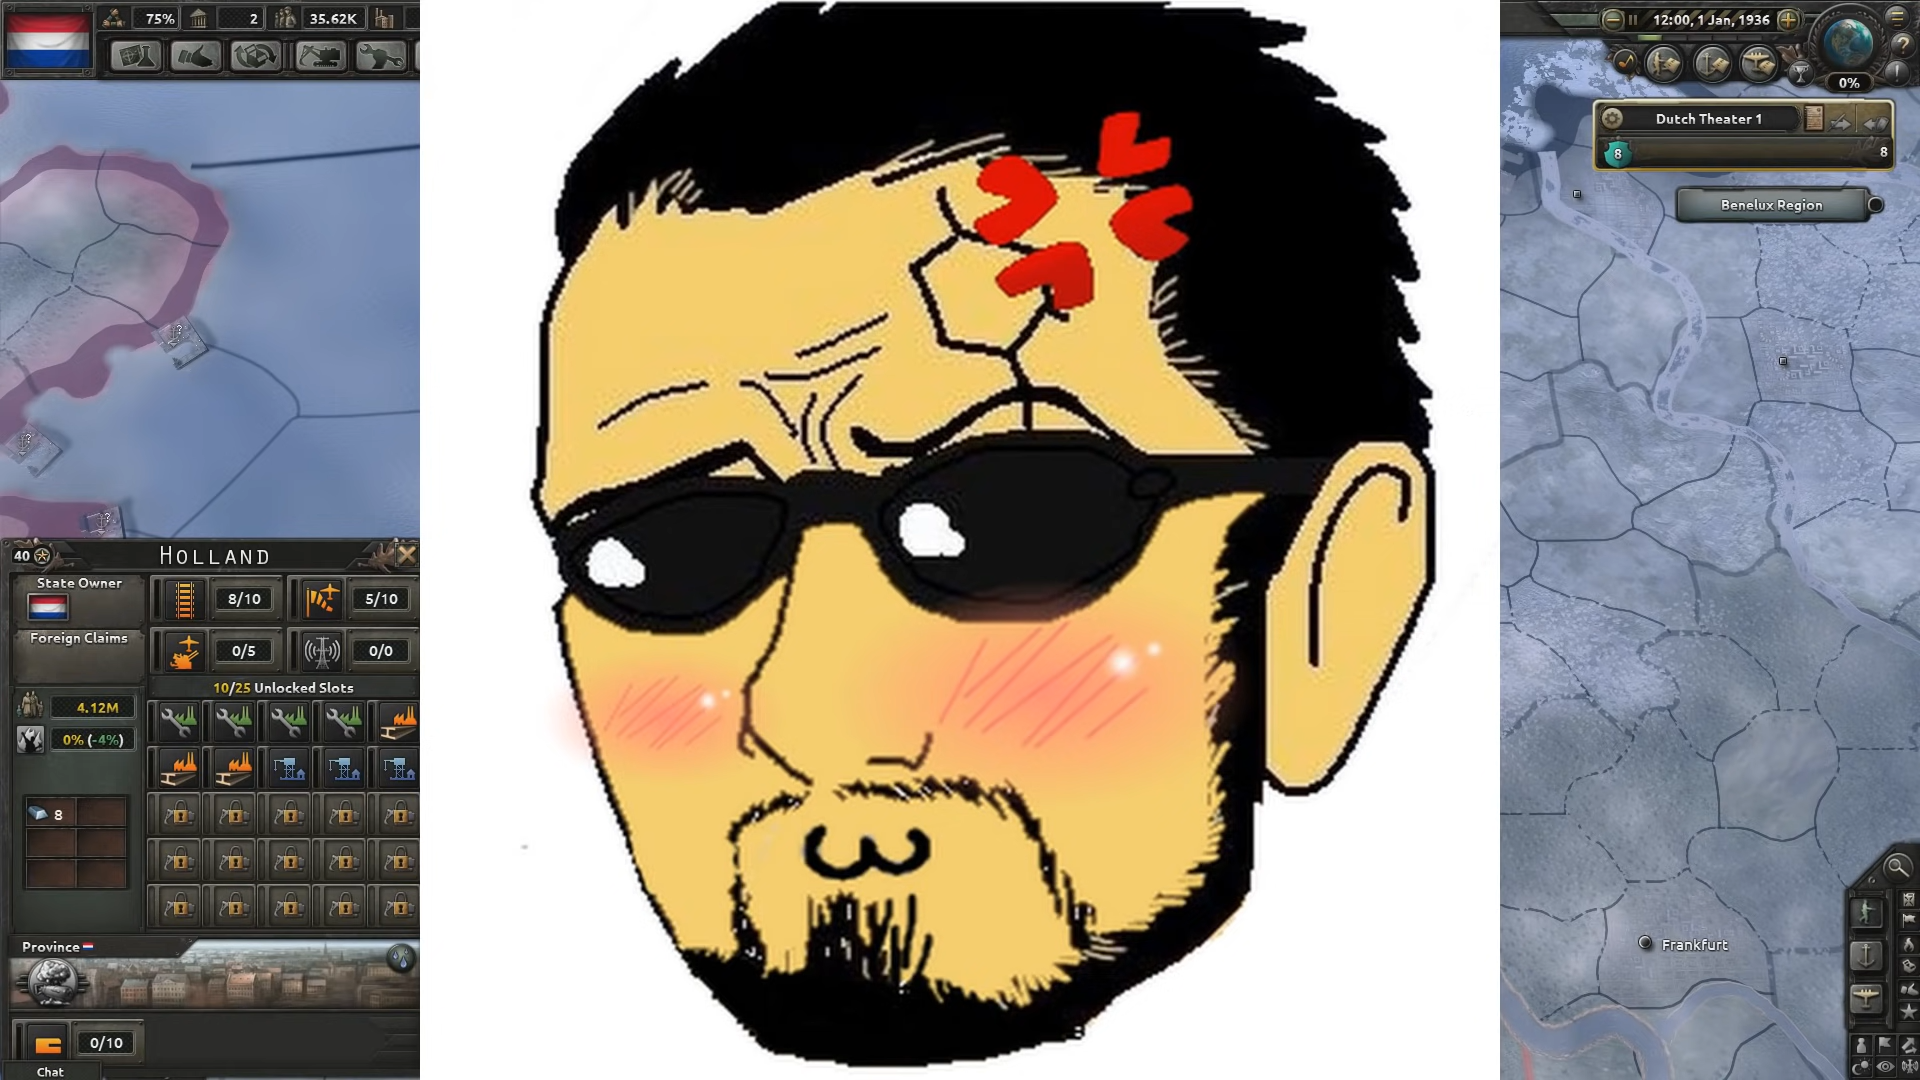 75%
2
35.62K
12:00, 1 Jan, 1936
0%
Dutch Theater 1
8
8
Benelux Region
?
?
?
40
HOLLAND
State Owner
8/10
5/10
Foreign Claims
0/5
0/0
10/25 Unlocked Slots
4.12M
0% (-4%)
8
Province
0/10
Chat
Frankfurt